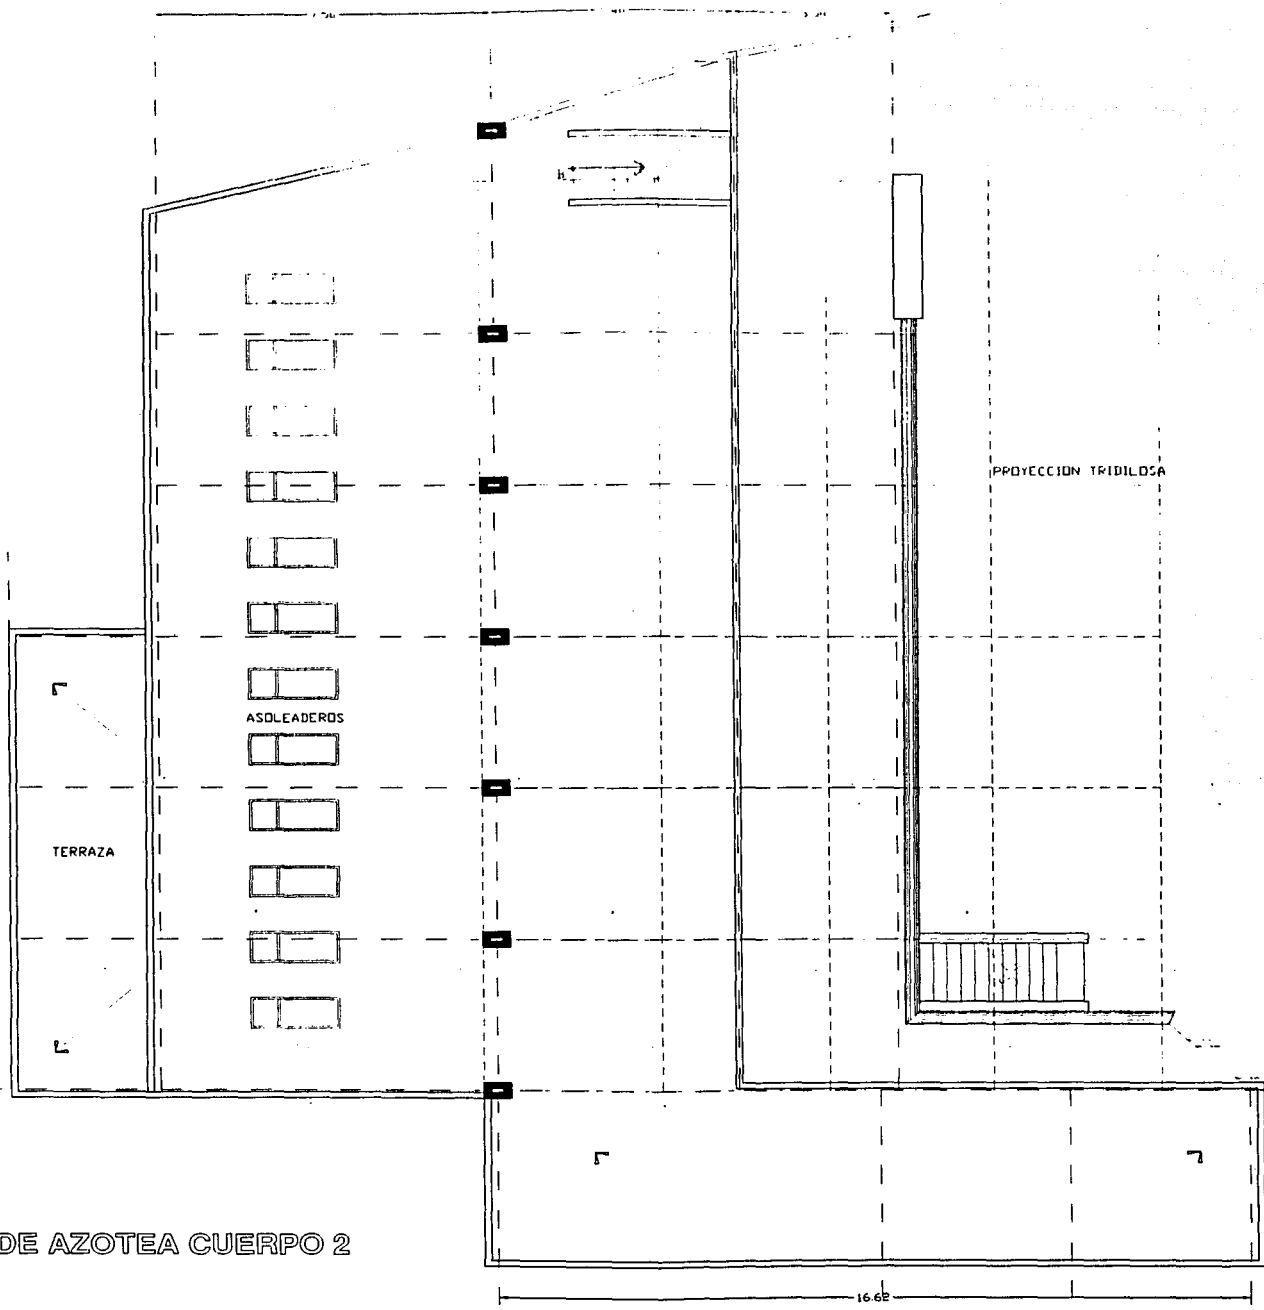 PROYECCION TRIDILOSA
ASOLEADEROS
TERRAZA
DE AZOTEA CUERPO 2
16.62